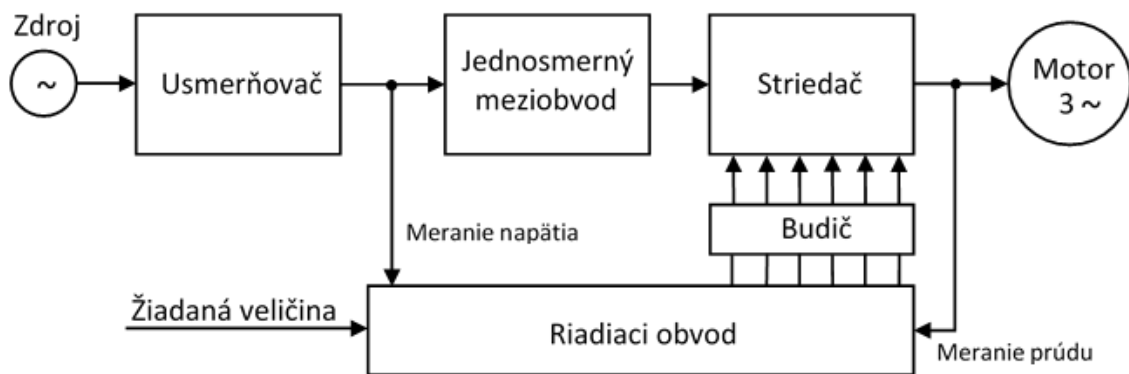 Zdroj
~
Usmerňovač
Jednosmerný
meziobvod
Striedač
Motor
3 ~
Meranie napätia
Budič
Žiadaná veličina
Riadiaci obvod
Meranie prúdu